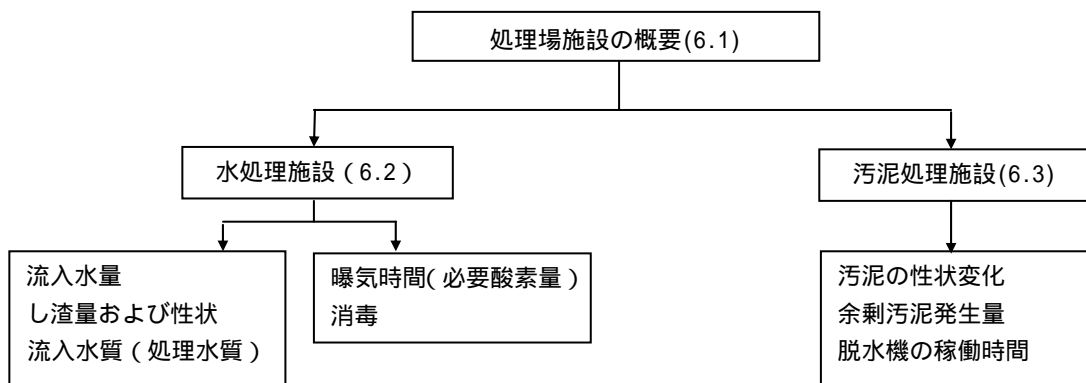 処理場施設の概要(6.1)
水処理施設(6.2)
汚泥処理施設(6.3)
流入水量
し渣量および性状
流入水質(処理水質)
曝気時間(必要酸素量)
消毒
汚泥の性状変化
余剰汚泥発生量
脱水機の稼働時間